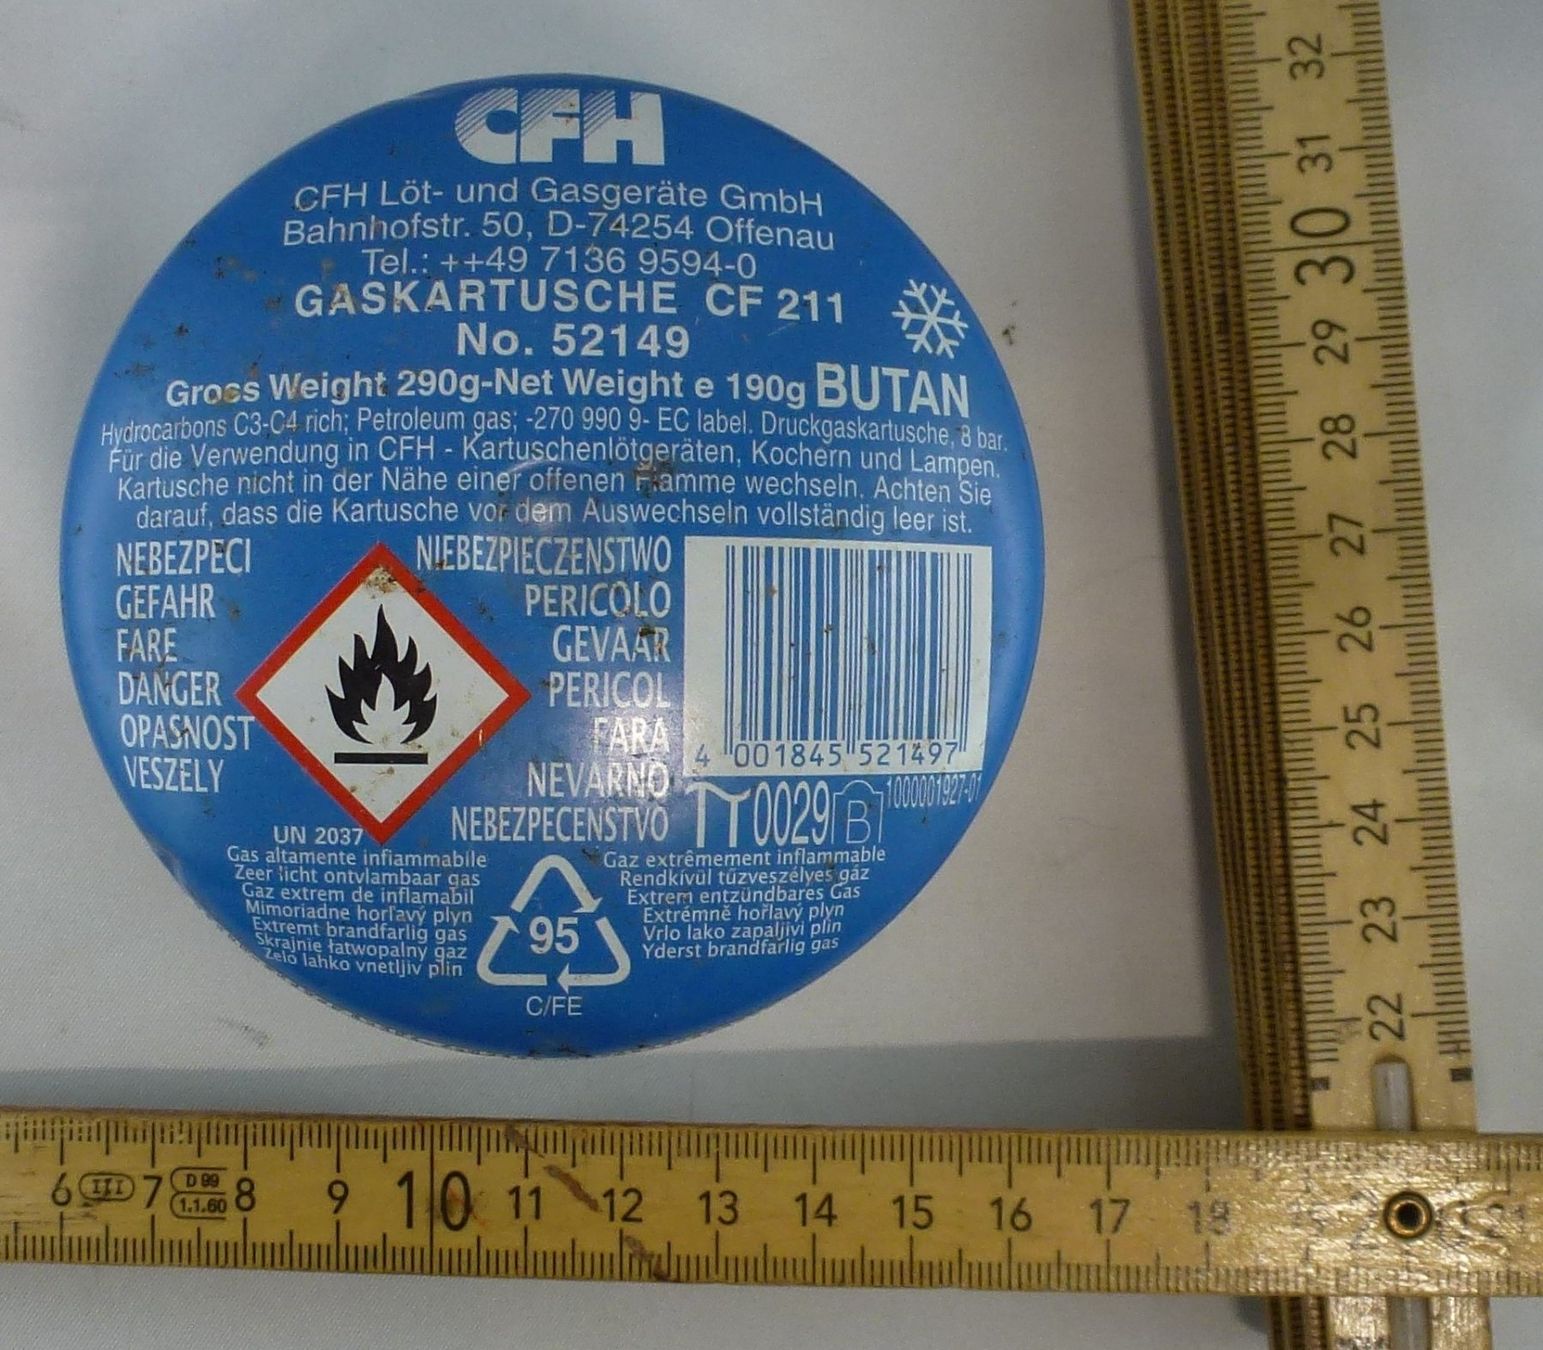 CFH
CFH Löt- und Gasgeräte GmbH
Bahnhofstr. 50, D-74254 Offenau
Tel.: ++49 7136 9594-0
GASKARTUSCHE CF 211
No. 52149
Gross Weight 290g-Net Weight e 190g BUTAN
Hydrocarbons C3-C4 rich; Petroleum gas; -270 990 9- EC label. Druckgaskartusche, 8 bar.
Für die Verwendung in CFH - Kartuschenlötgeräten, Kochern und Lampen.
Kartusche nicht in der Nähe einer offenen Flamme wechseln. Achten Sie
darauf, dass die Kartusche vor dem Auswechseln vollständig leer ist.
NEBEZPECI
GEFAHR
FARE
DANGER
OPASNOST
VESZELY
NIEBEZPIECZENSTWO
PERICOLO
GEVAAR
PERICOL
FARA
NEVARNO
NEBEZPECENSTVO
4 001845 521497
0029 B
1000001927-01
UN 2037
Gas altamente infiammabile
Zeer licht ontvlambaar gas
Gaz extrem de inflamabil
Mimoriadne horľavý plyn
Extremt brandfarlig gas
Skrajnie łatwopalny gaz
Zelo lahko vnetljiv plin
95
C/FE
Gaz extrêmement inflammable
Rendkívül tűzveszélyes gáz
Extrem entzündbares Gas
Extrémně hořlavý plyn
Vrlo lako zapaljivi plin
Yderst brandfarlig gas
32
31
30
29
28
27
26
25
24
23
22
6 III 7 D 99 1.1.60 8 9 10 11 12 13 14 15 16 17 18